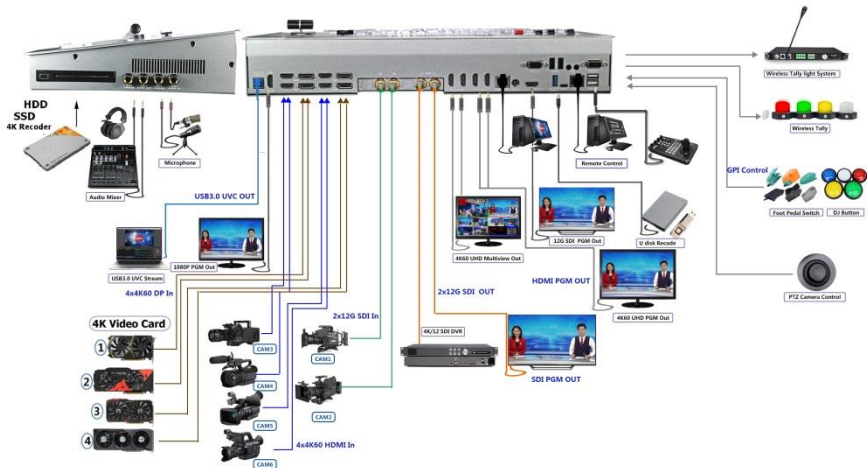 HDD
SSD
4K Recoder
Audio Mixer
Microphone
USB3.0 UVC OUT
USB3.0 UVC Stream
1080P PGM Out
4x4K60 DP In
4K Video Card
1
2
3
4
CAM3
CAM4
CAM5
CAM6
4x4K60 HDMI In
2x12G SDI In
CAM1
CAM2
2x12G SDI OUT
4K/12 SDI DVR
SDI PGM OUT
4K60 UHD Multiview Out
12G SDI PGM Out
HDMI PGM OUT
4K60 UHD PGM Out
Remote Control
U disk Recode
Wireless Tally light System
Wireless Tally
GPI Control
Foot Pedal Switch
DJ Button
PTZ Camera Control